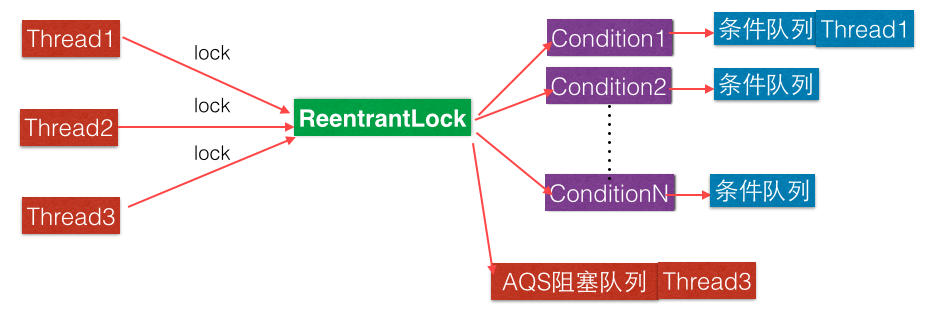 Thread1
lock
Condition1
条件队列
Thread1
Thread2
lock
ReentrantLock
Condition2
条件队列
Thread3
lock
ConditionN
条件队列
AQS阻塞队列
Thread3